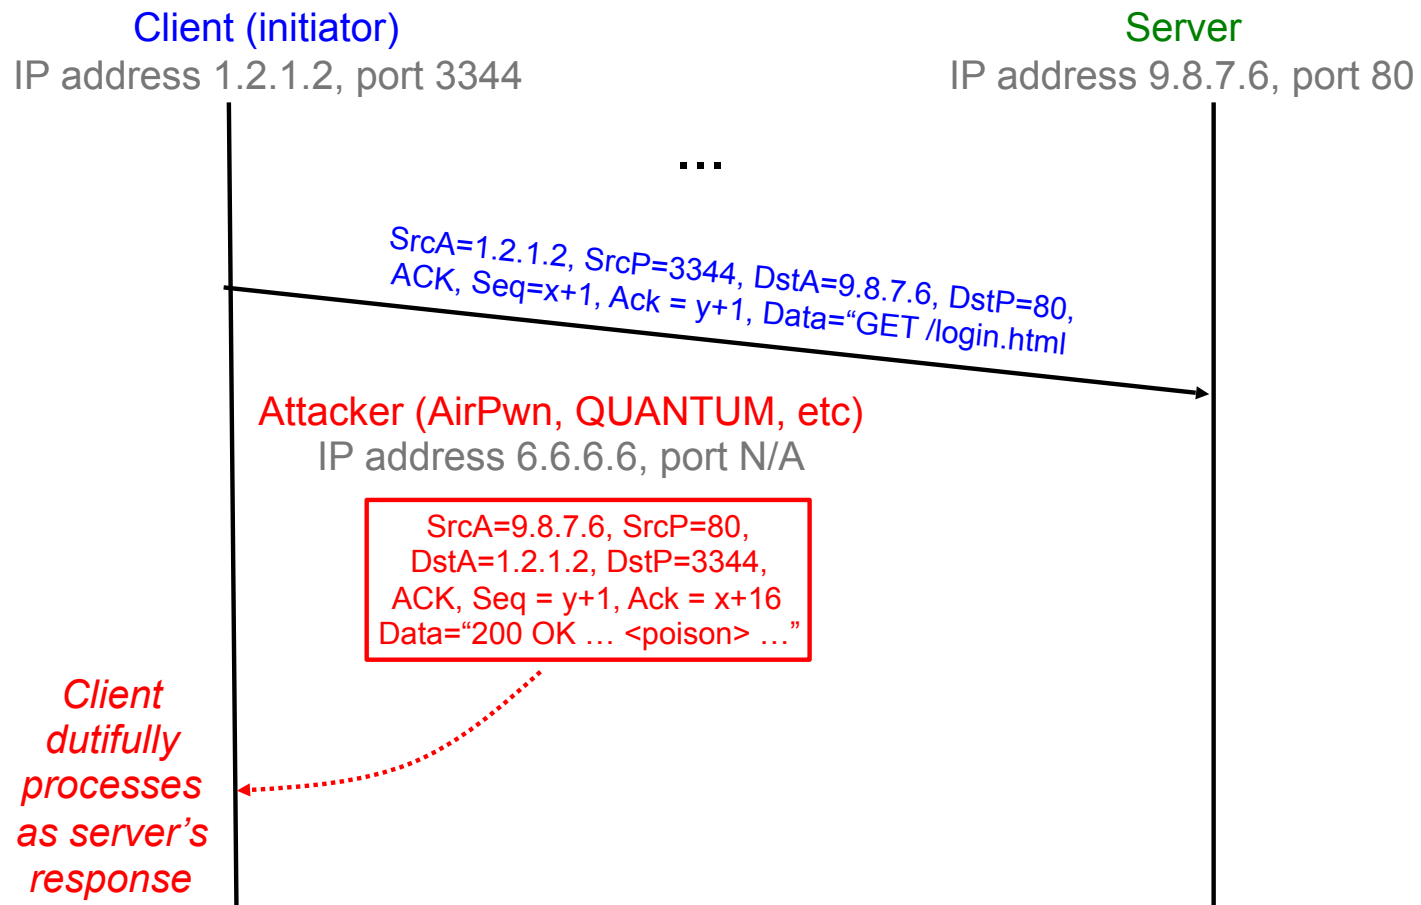 Client (initiator)
IP address 1.2.1.2, port 3344
Server
IP address 9.8.7.6, port 80
...
SrcA=1.2.1.2, SrcP=3344, DstA=9.8.7.6, DstP=80,
ACK, Seq=x+1, Ack = y+1, Data=“GET /login.html
Attacker (AirPwn, QUANTUM, etc)
IP address 6.6.6.6, port N/A
SrcA=9.8.7.6, SrcP=80,
DstA=1.2.1.2, DstP=3344,
ACK, Seq = y+1, Ack = x+16
Data=“200 OK … <poison> …”
Client
dutifully
processes
as server’s
response